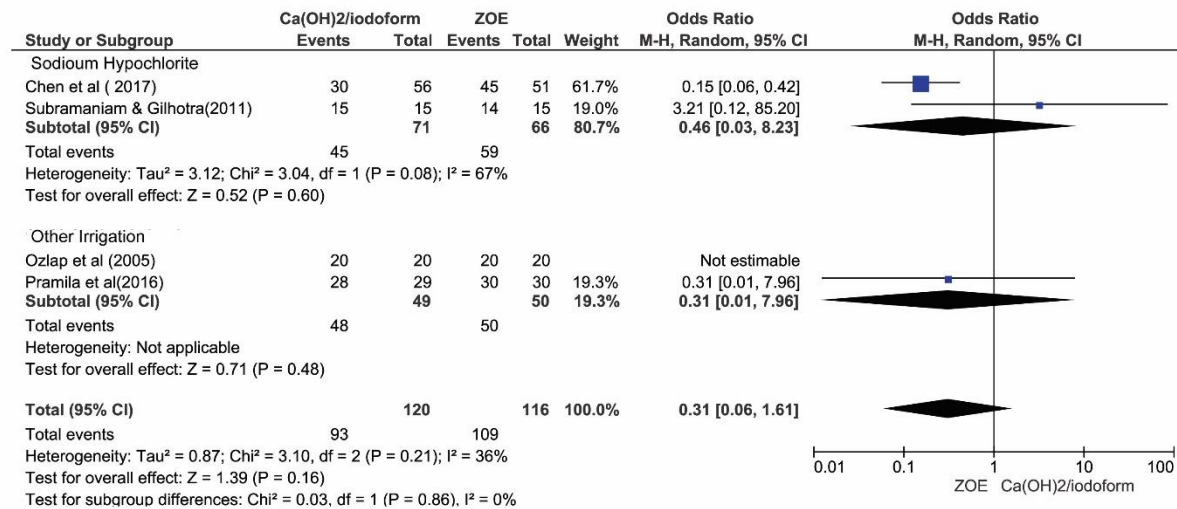 Ca(OH)2/iodoform ZOE Odds Ratio Odds Ratio
Study or Subgroup Events Total Events Total Weight M-H, Random, 95% CI M-H, Random, 95% CI
Sodioum Hypochlorite
Chen et al ( 2017) 30 56 45 51 61.7% 0.15 [0.06, 0.42]
Subramaniam & Gilhotra(2011) 15 15 14 15 19.0% 3.21 [0.12, 85.20]
Subtotal (95% CI) 71 66 80.7% 0.46 [0.03, 8.23]
Total events 45 59
Heterogeneity: Tau² = 3.12; Chi² = 3.04, df = 1 (P = 0.08); I² = 67%
Test for overall effect: Z = 0.52 (P = 0.60)
Other Irrigation
Ozlap et al (2005) 20 20 20 20 Not estimable
Pramila et al(2016) 28 29 30 30 19.3% 0.31 [0.01, 7.96]
Subtotal (95% CI) 49 50 19.3% 0.31 [0.01, 7.96]
Total events 48 50
Heterogeneity: Not applicable
Test for overall effect: Z = 0.71 (P = 0.48)
Total (95% CI) 120 116 100.0% 0.31 [0.06, 1.61]
Total events 93 109
Heterogeneity: Tau² = 0.87; Chi² = 3.10, df = 2 (P = 0.21); I² = 36%
Test for overall effect: Z = 1.39 (P = 0.16)
Test for subgroup differences: Chi² = 0.03, df = 1 (P = 0.86), I² = 0%
0.01 0.1 1 10 100
ZOE Ca(OH)2/iodoform